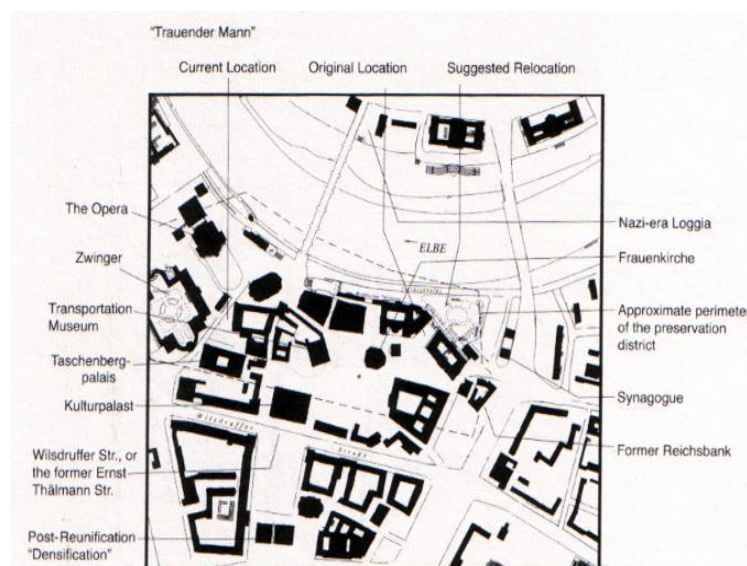 "Trauender Mann"
Current Location
Original Location
Suggested Relocation
The Opera
Zwinger
Transportation
Museum
Taschenberg-
palais
Kulturpalast
Wilsdruffer Str., or
the former Ernst
Thälmann Str.
Post-Reunification
"Densification"
ELBE
Wilsdruffer
Straße
Nazi-era Loggia
Frauenkirche
Approximate perimeter
of the preservation
district
Synagogue
Former Reichsbank